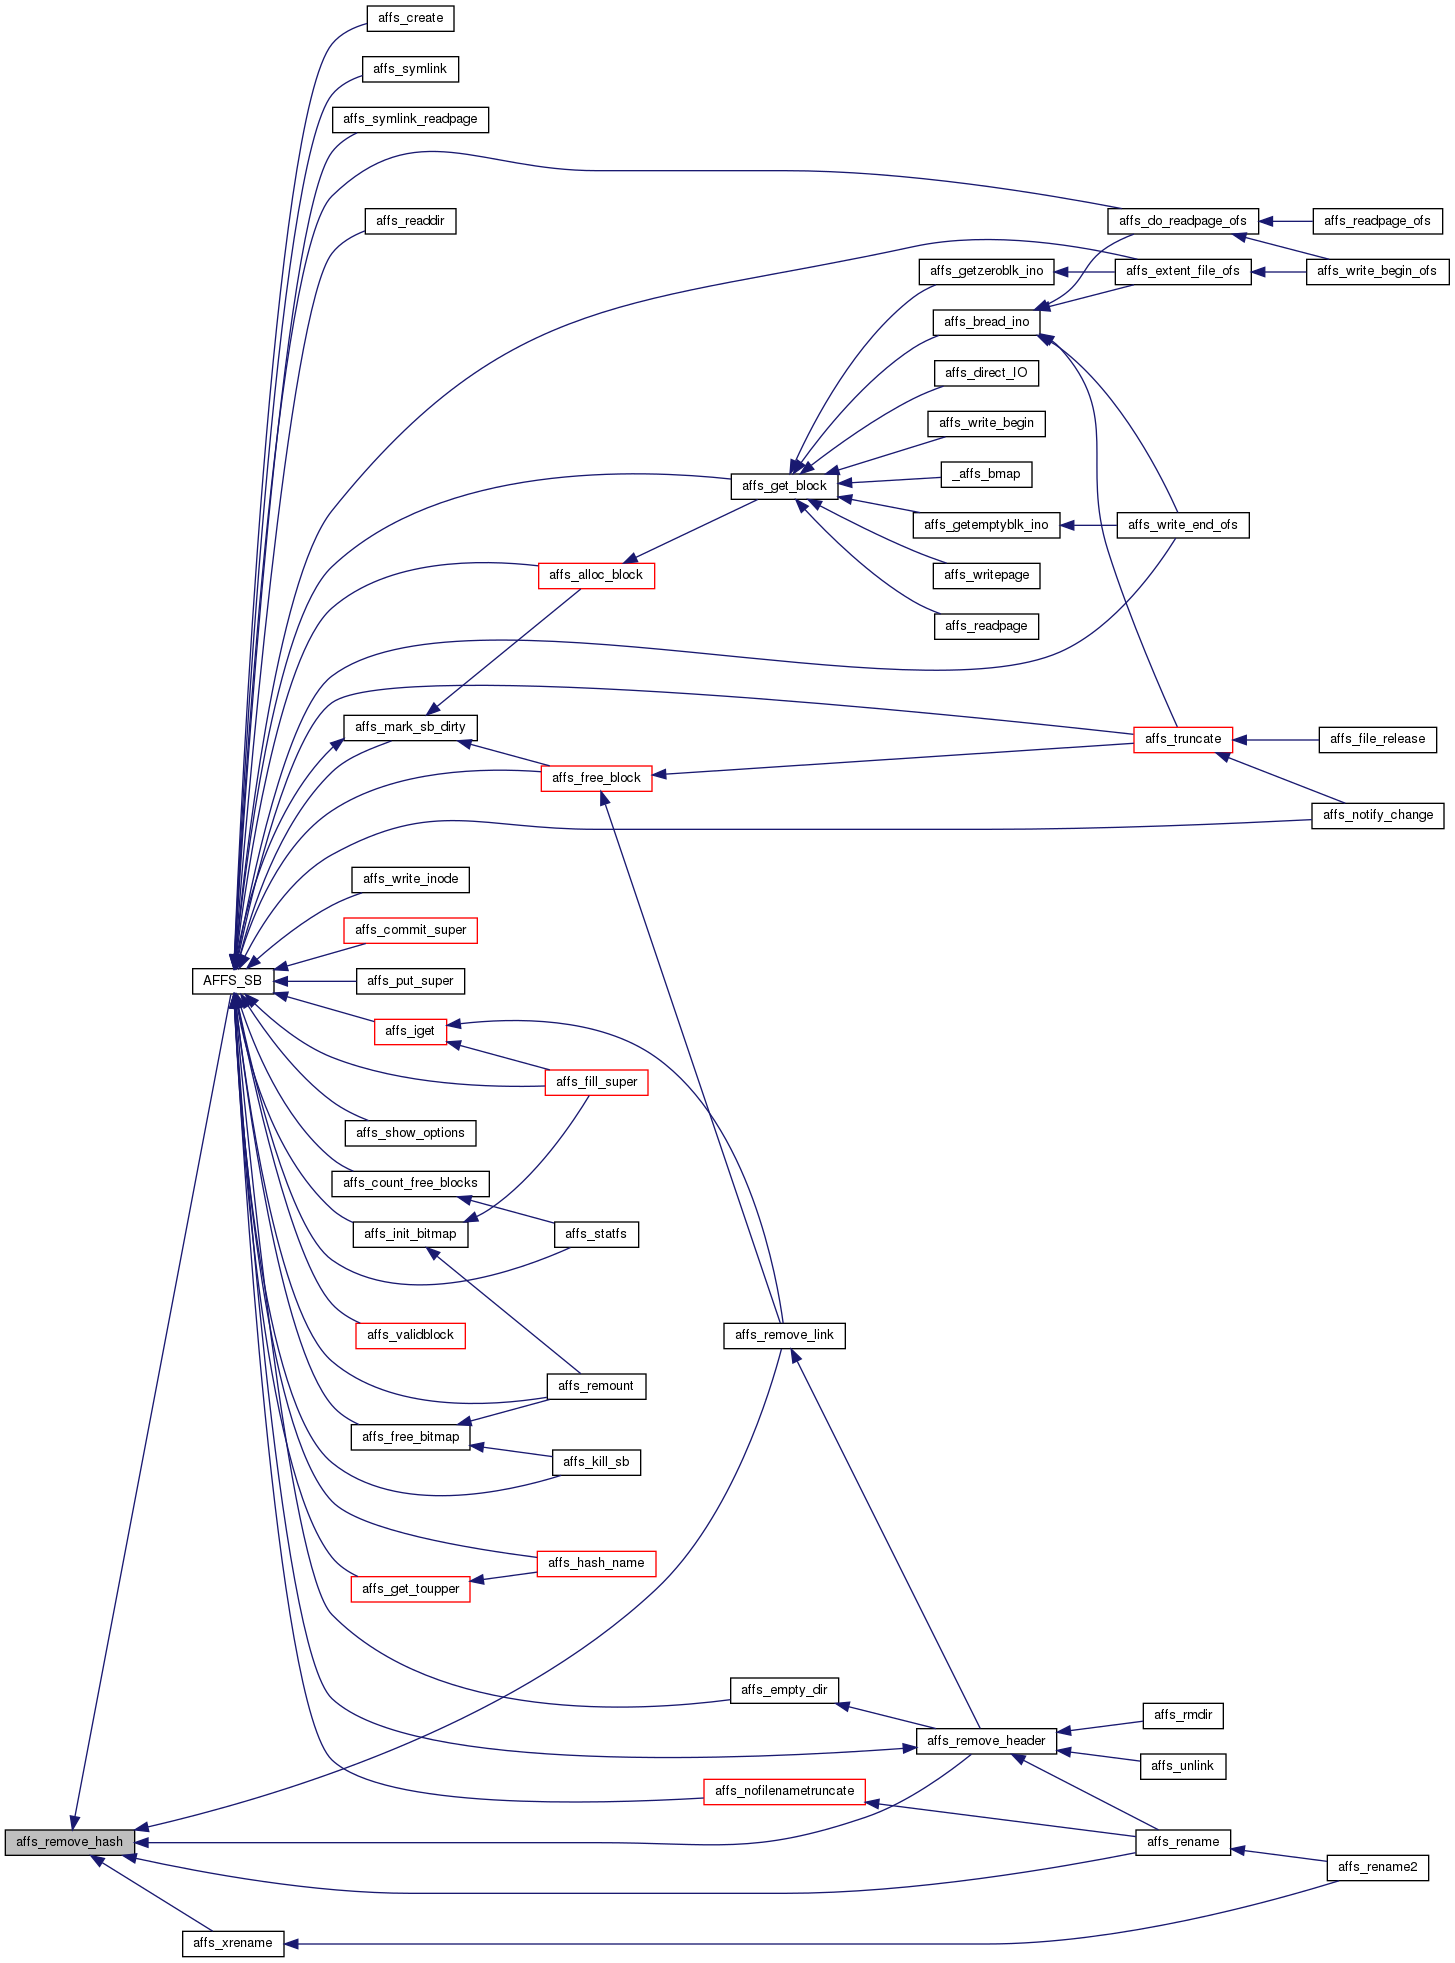 affs_create
affs_symlink
affs_symlink_readpage
affs_readdir
affs_do_readpage_ofs
affs_readpage_ofs
affs_getzeroblk_ino
affs_extent_file_ofs
affs_write_begin_ofs
affs_bread_ino
affs_direct_IO
affs_write_begin
_affs_bmap
affs_get_block
affs_getemptyblk_ino
affs_write_end_ofs
affs_alloc_block
affs_writepage
affs_readpage
affs_mark_sb_dirty
affs_truncate
affs_file_release
affs_free_block
affs_notify_change
affs_write_inode
affs_commit_super
AFFS_SB
affs_put_super
affs_iget
affs_fill_super
affs_show_options
affs_count_free_blocks
affs_init_bitmap
affs_statfs
affs_validblock
affs_remove_link
affs_remount
affs_free_bitmap
affs_kill_sb
affs_hash_name
affs_get_toupper
affs_empty_dir
affs_rmdir
affs_remove_header
affs_unlink
affs_nofilenametruncate
affs_remove_hash
affs_rename
affs_rename2
affs_xrename